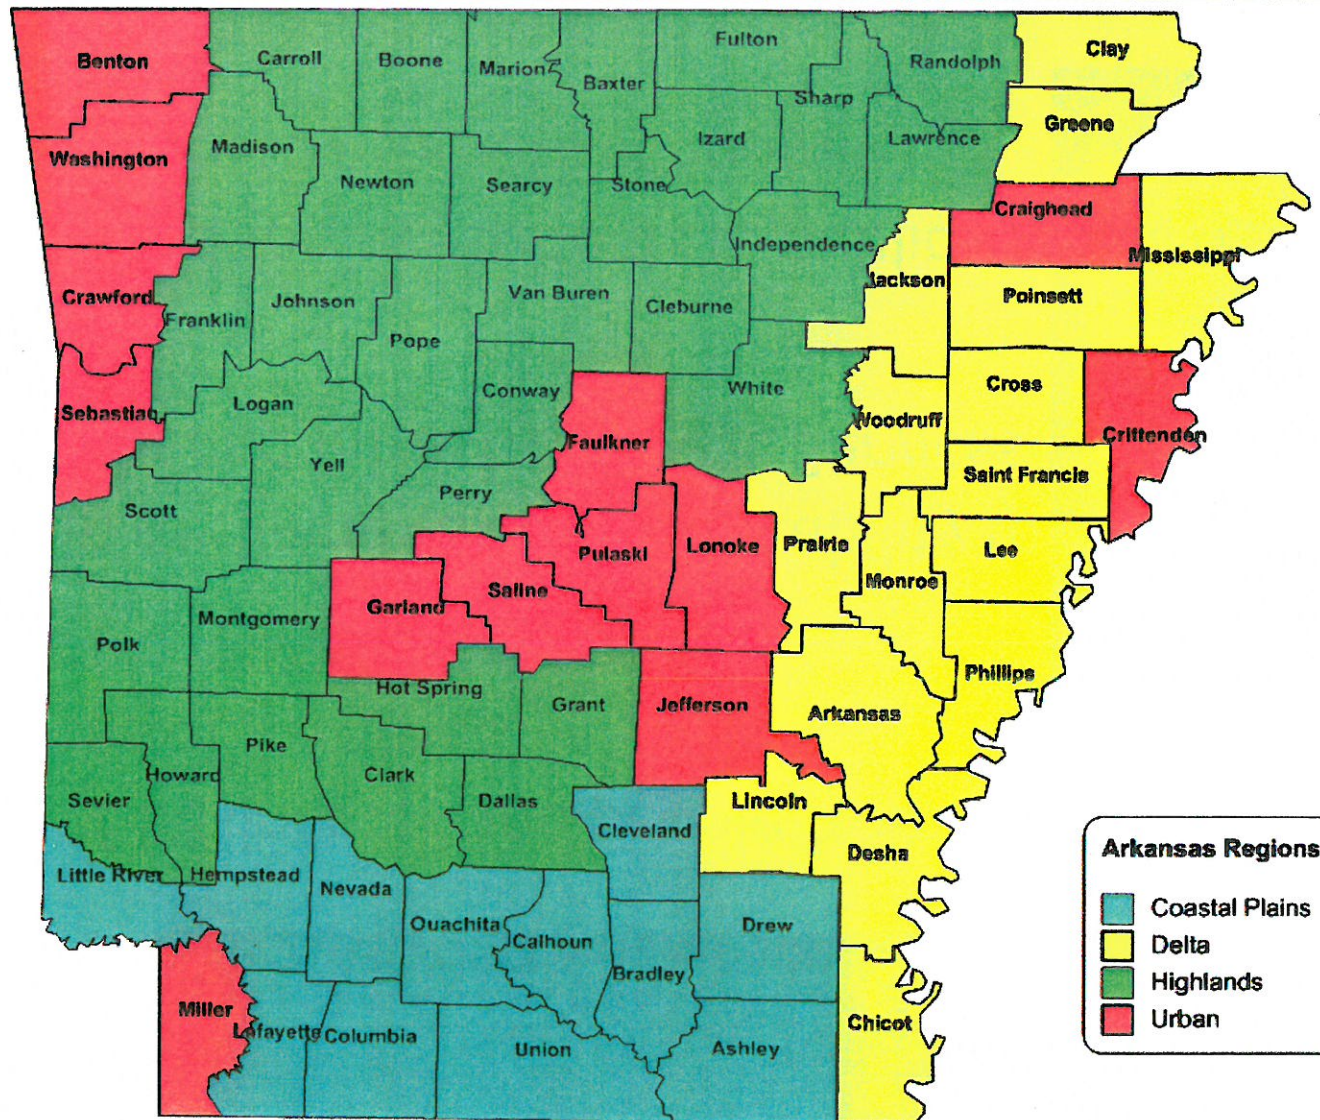 Benton
Carroll
Boone
Marion
Baxter
Fulton
Sharp
Randolph
Clay
Washington
Madison
Newton
Searcy
Stone
Izard
Lawrence
Greene
Crawford
Franklin
Johnson
Pope
Van Buren
Cleburne
Independence
Jackson
Craighead
Mississippi
Poinsett
Sebastian
Logan
Conway
Faulkner
White
Woodruff
Cross
Crittenden
Scott
Yell
Perry
Saint Francis
Polk
Montgomery
Garland
Saline
Pulaski
Lonoke
Prairie
Monroe
Lee
Phillips
Sevier
Howard
Pike
Clark
Hot Spring
Grant
Dallas
Jefferson
Arkansas
Lincoln
Desha
Little River
Hempstead
Nevada
Ouachita
Calhoun
Cleveland
Bradley
Drew
Miller
Lafayette
Columbia
Union
Ashley
Chicot
Arkansas Regions
Coastal Plains
Delta
Highlands
Urban